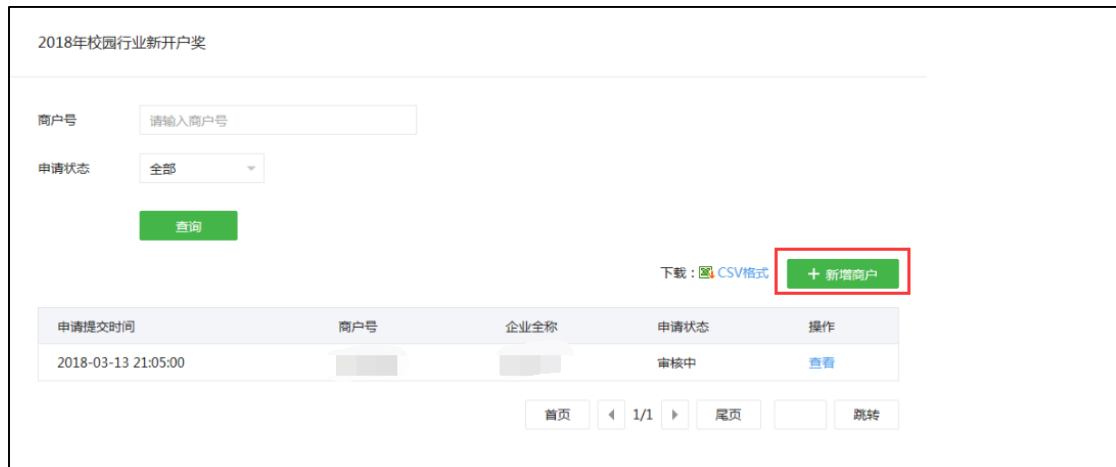 2018年校园行业新开户奖
商户号 请输入商户号
申请状态 全部
查询
下载：CSV格式 + 新增商户
申请提交时间 商户号 企业全称 申请状态 操作
2018-03-13 21:05:00 审核中 查看
首页 1/1 尾页 跳转